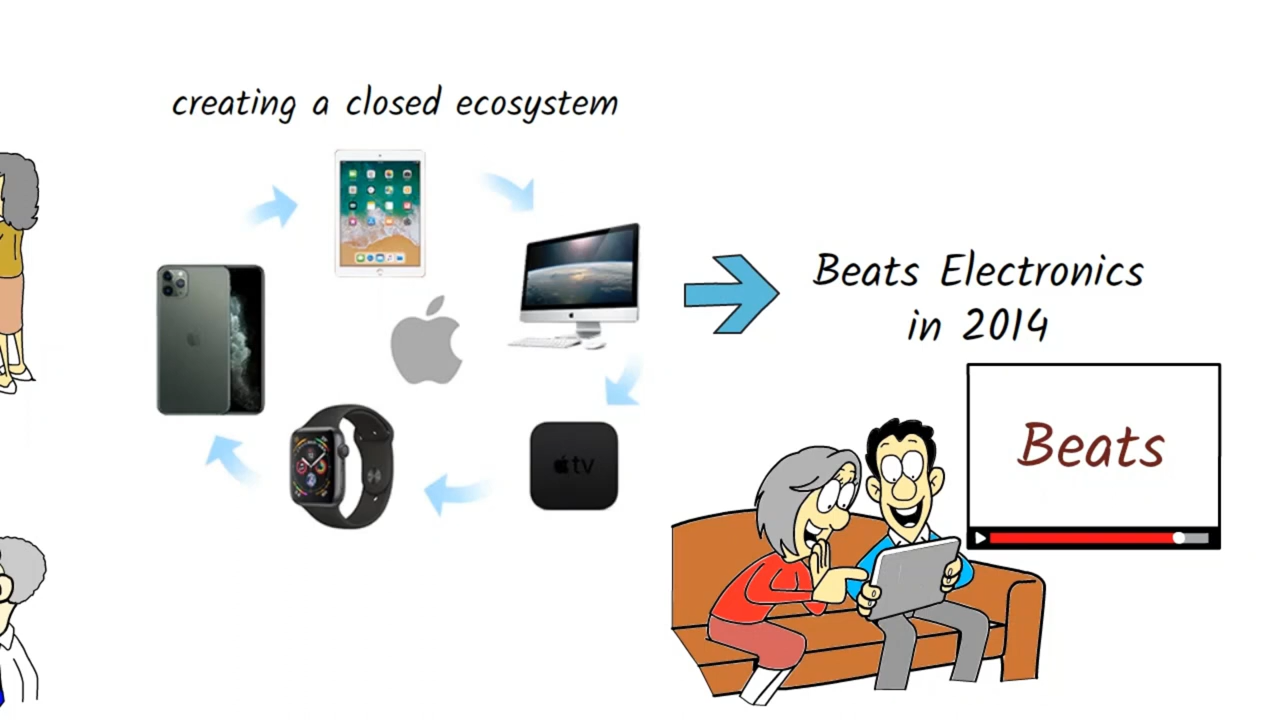 creating a closed ecosystem
tv
Beats Electronics
in 2014
Beats